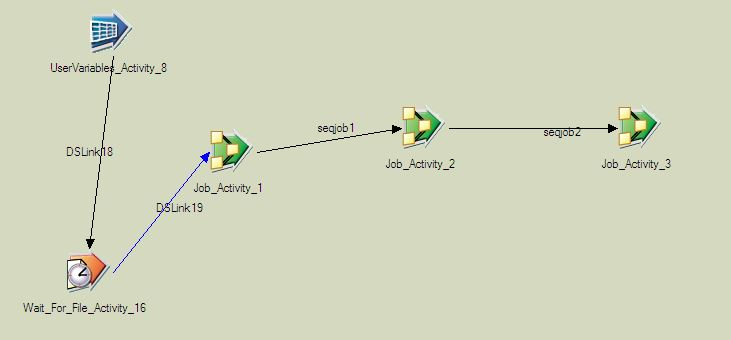 UserVariables_Activity_8
DSLink18
seqjob1
seqjob2
Job_Activity_1
Job_Activity_2
Job_Activity_3
DSLink19
Wait_For_File_Activity_16